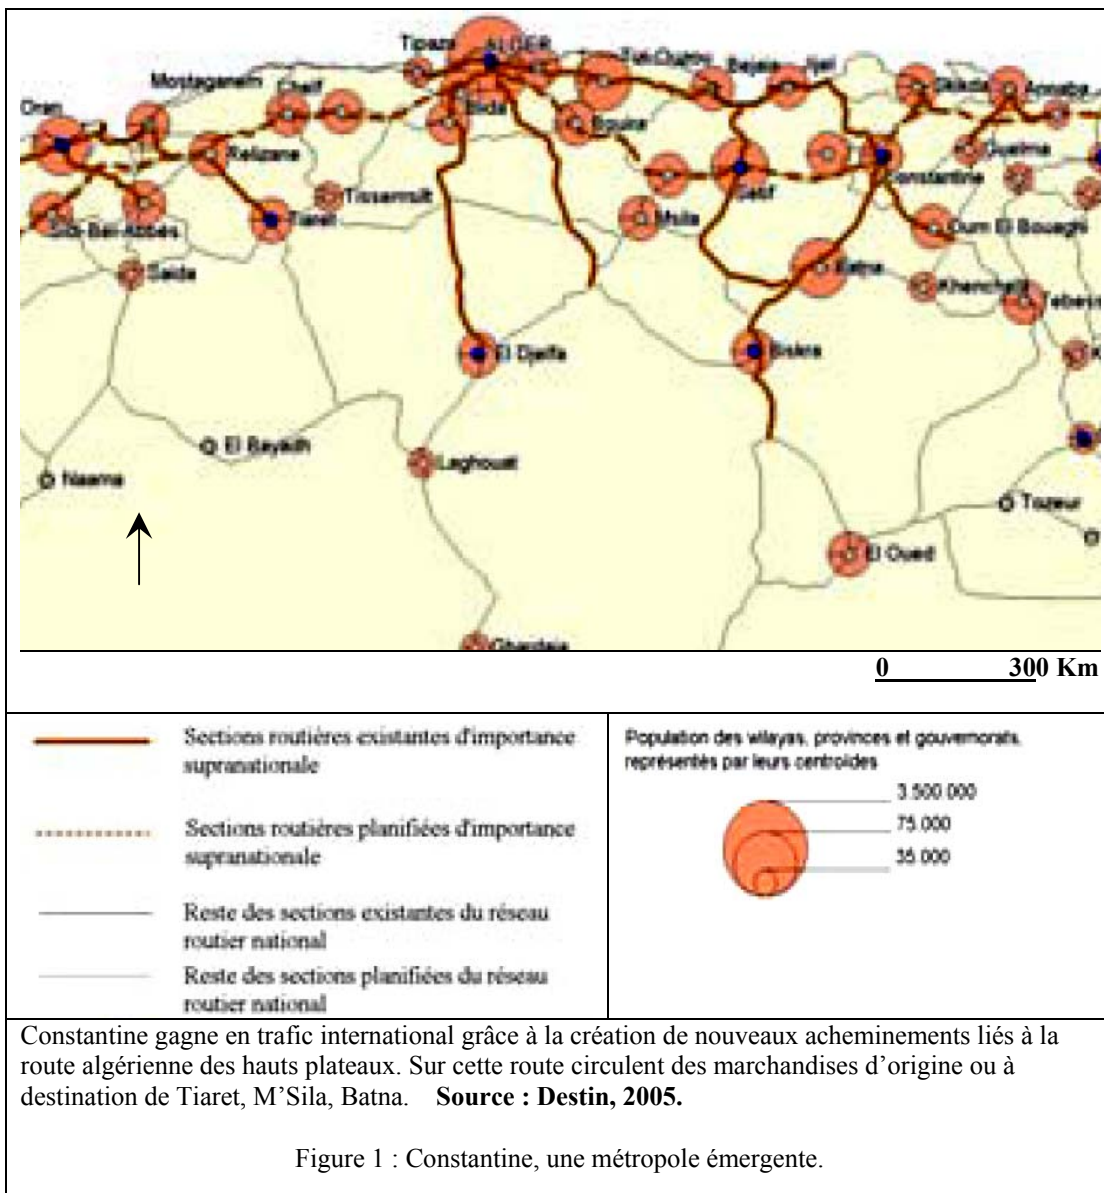 Tipaza ALGER Tizi-Ouzou Bejaia Jijel Skikda Annaba
Mostaganem Chelf
Oran Blida Bouira Guelma
Relizane Constantine
Tissemsilt Setif
Sidi-Bel-Abbes Tiaret Msila Oum El Bouaghi
Saida Batna Khenchela Tebess
El Djelfa Biskra K
El Bayadh
Naama Laghouat Tozeur
El Oued
Ghardaia
0 300 Km
Sections routières existantes d'importance
supranationale
Sections routières planifiées d'importance
supranationale
Reste des sections existantes du réseau
routier national
Reste des sections planifiées du réseau
routier national
Population des wilayas, provinces et gouvernorats,
représentés par leurs centroïdes
3.500.000
75.000
35.000
Constantine gagne en trafic international grâce à la création de nouveaux acheminements liés à la
route algérienne des hauts plateaux. Sur cette route circulent des marchandises d’origine ou à
destination de Tiaret, M’Sila, Batna. Source : Destin, 2005.
Figure 1 : Constantine, une métropole émergente.